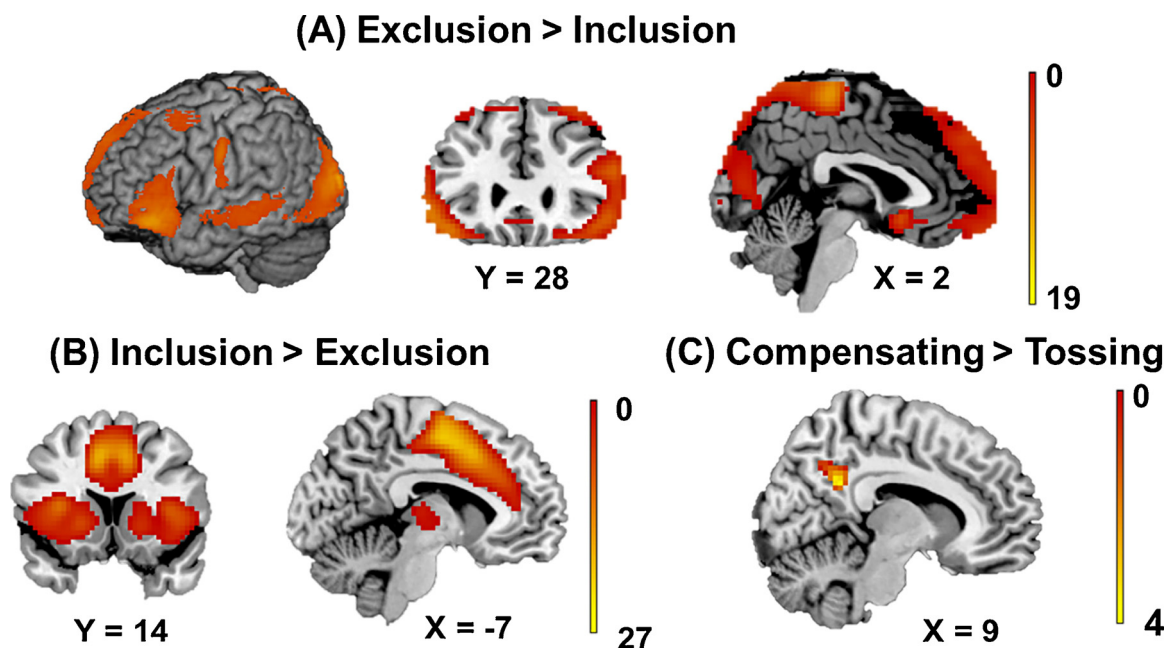 (A) Exclusion > Inclusion
0
Y = 28
X = 2
19
(B) Inclusion > Exclusion
(C) Compensating > Tossing
0
0
Y = 14
X = -7
27
X = 9
4